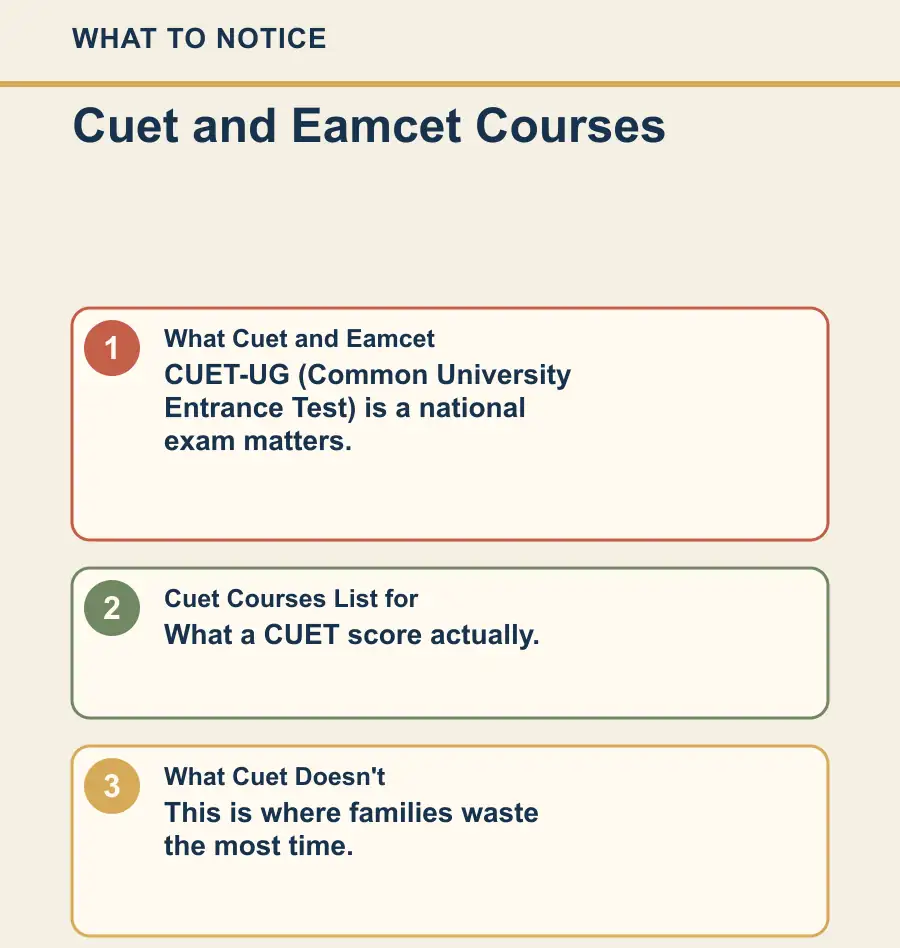 WHAT TO NOTICE
Cuet and Eamcet Courses
1
What Cuet and Eamcet
CUET-UG (Common University
Entrance Test) is a national
exam matters.
2
Cuet Courses List for
What a CUET score actually.
3
What Cuet Doesn't
This is where families waste
the most time.